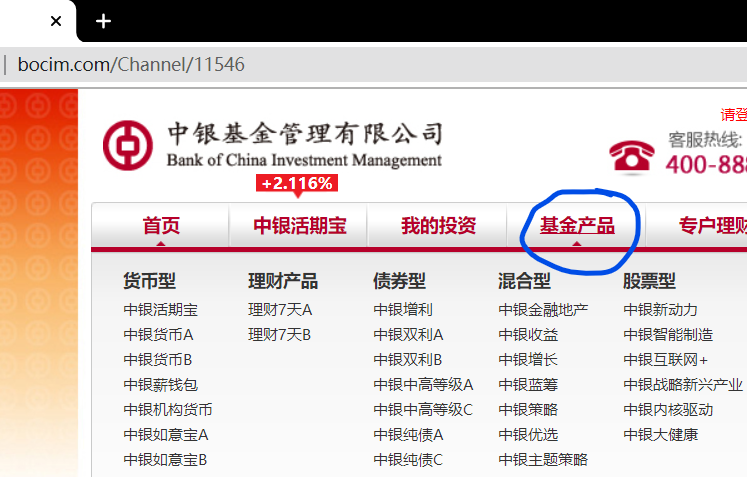 bocim.com/Channel/11546
请登
中银基金管理有限公司
客服热线:
Bank of China Investment Management
400-888
+2.116%
首页 中银活期宝 我的投资 基金产品 专户理财
货币型 理财产品 债券型 混合型 股票型
中银活期宝 理财7天A 中银增利 中银金融地产 中银新动力
中银货币A 理财7天B 中银双利A 中银收益 中银智能制造
中银货币B 中银双利B 中银增长 中银互联网+
中银薪钱包 中银中高等级A 中银蓝筹 中银战略新兴产业
中银机构货币 中银中高等级C 中银策略 中银内核驱动
中银如意宝A 中银纯债A 中银优选 中银大健康
中银如意宝B 中银纯债C 中银主题策略